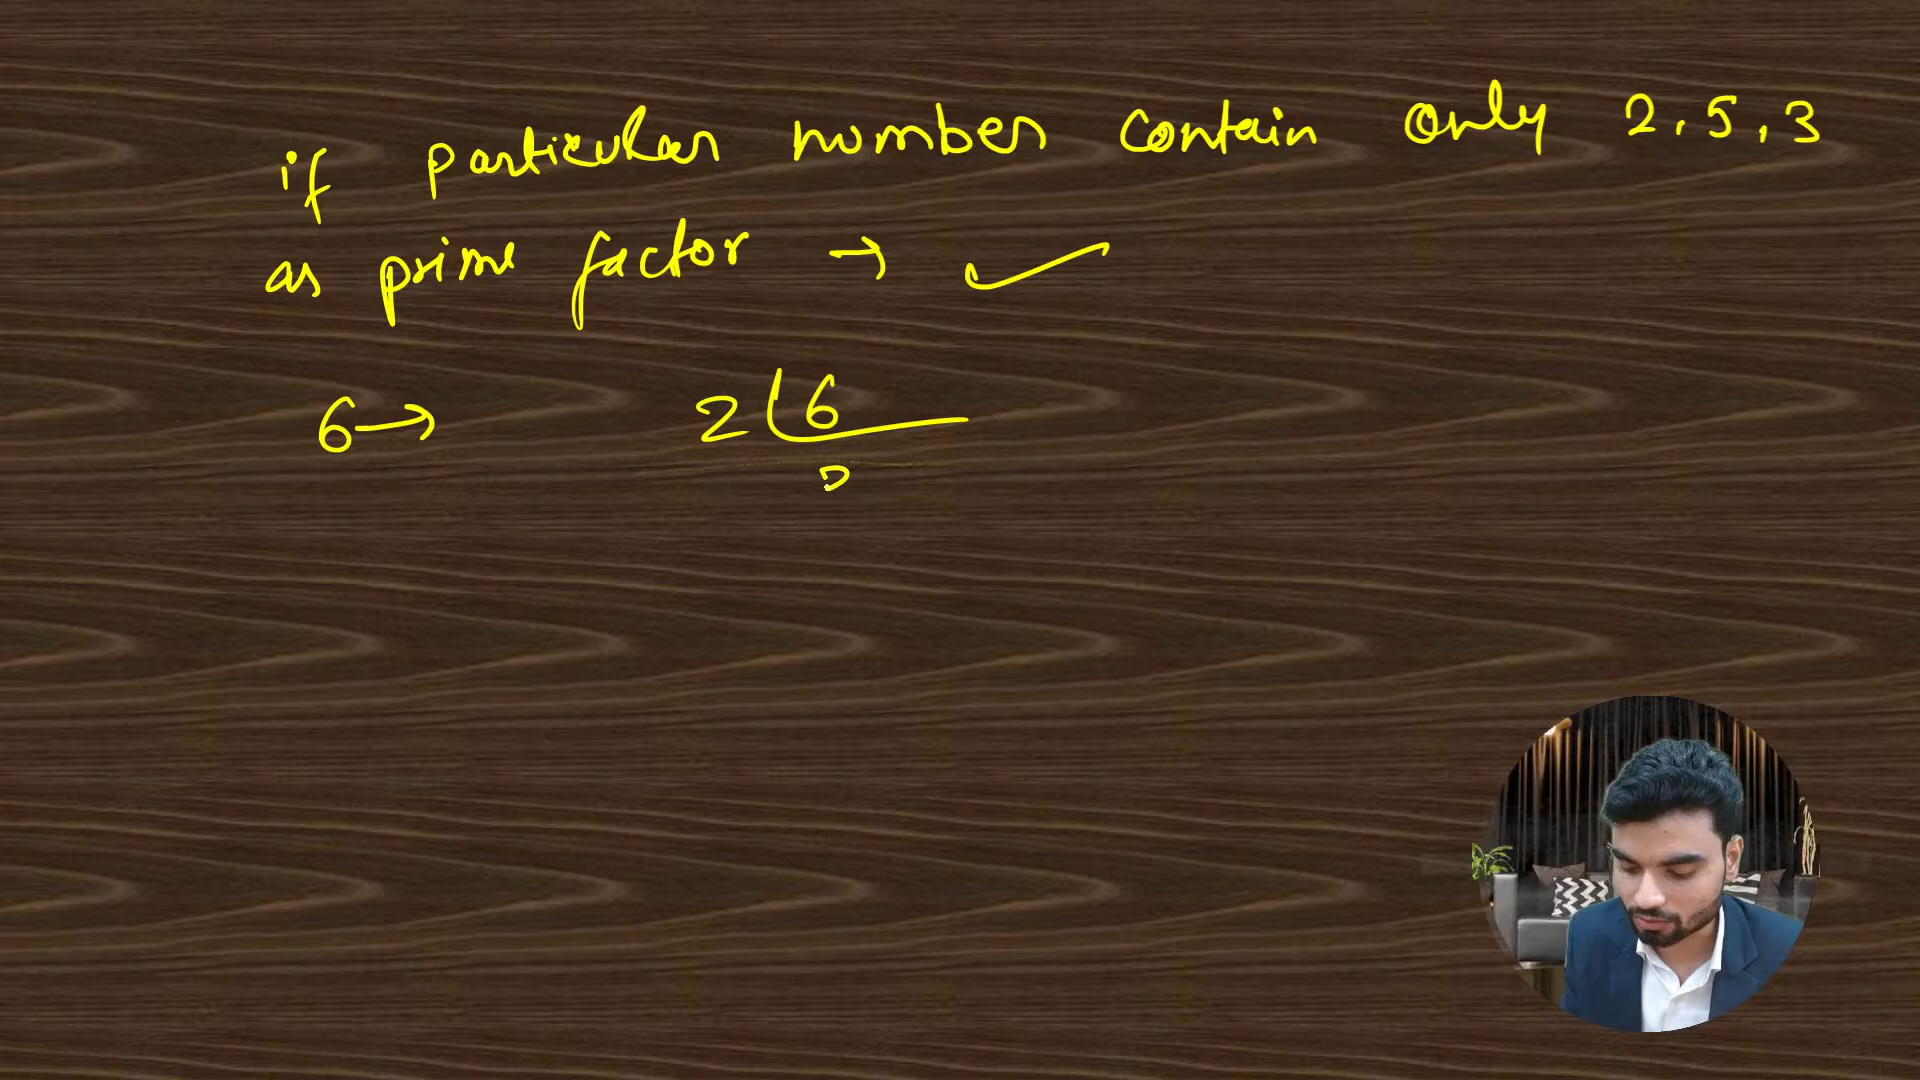 if particular number contain only 2, 5, 3
as prime factor → ✓
6 → 2 6